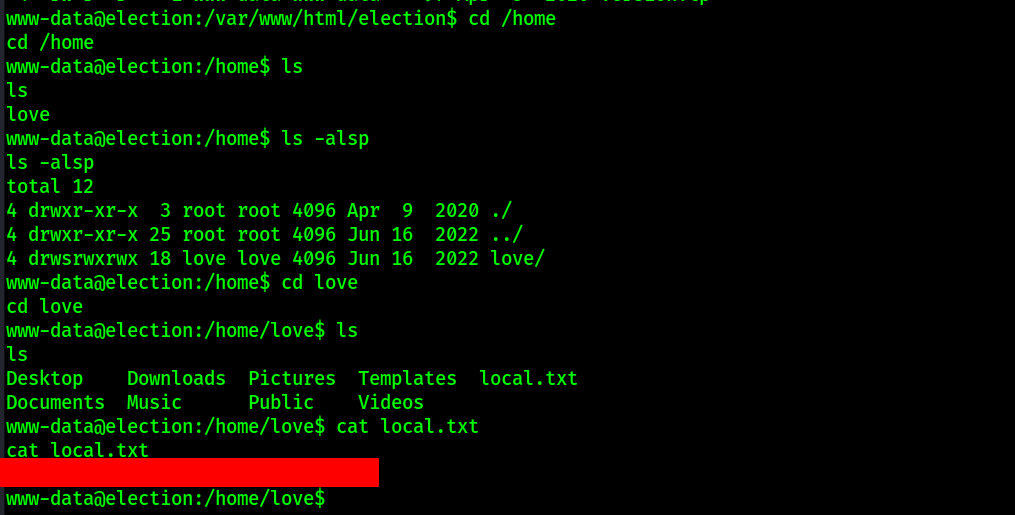 www-data@election:/var/www/html/election$ cd /home
cd /home
www-data@election:/home$ ls
ls
love
www-data@election:/home$ ls -alsp
ls -alsp
total 12
4 drwxr-xr-x  3 root root 4096 Apr  9  2020 ./
4 drwxr-xr-x 25 root root 4096 Jun 16  2022 ../
4 drwsrwxrwx 18 love love 4096 Jun 16  2022 love/
www-data@election:/home$ cd love
cd love
www-data@election:/home/love$ ls
ls
Desktop    Downloads  Pictures  Templates  local.txt
Documents  Music      Public    Videos
www-data@election:/home/love$ cat local.txt
cat local.txt
www-data@election:/home/love$